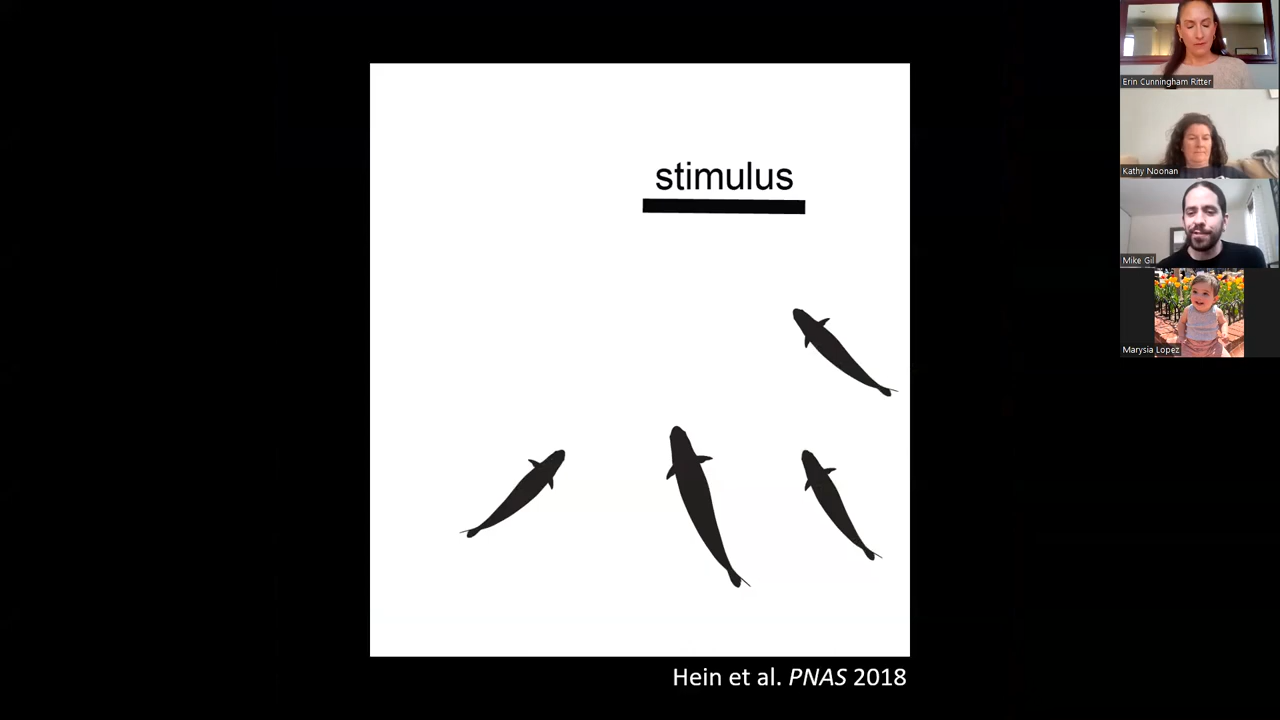 stimulus
Hein et al. PNAS 2018
Erin Cunningham Ritter
Kathy Noonan
Mike Gil
Marysia Lopez